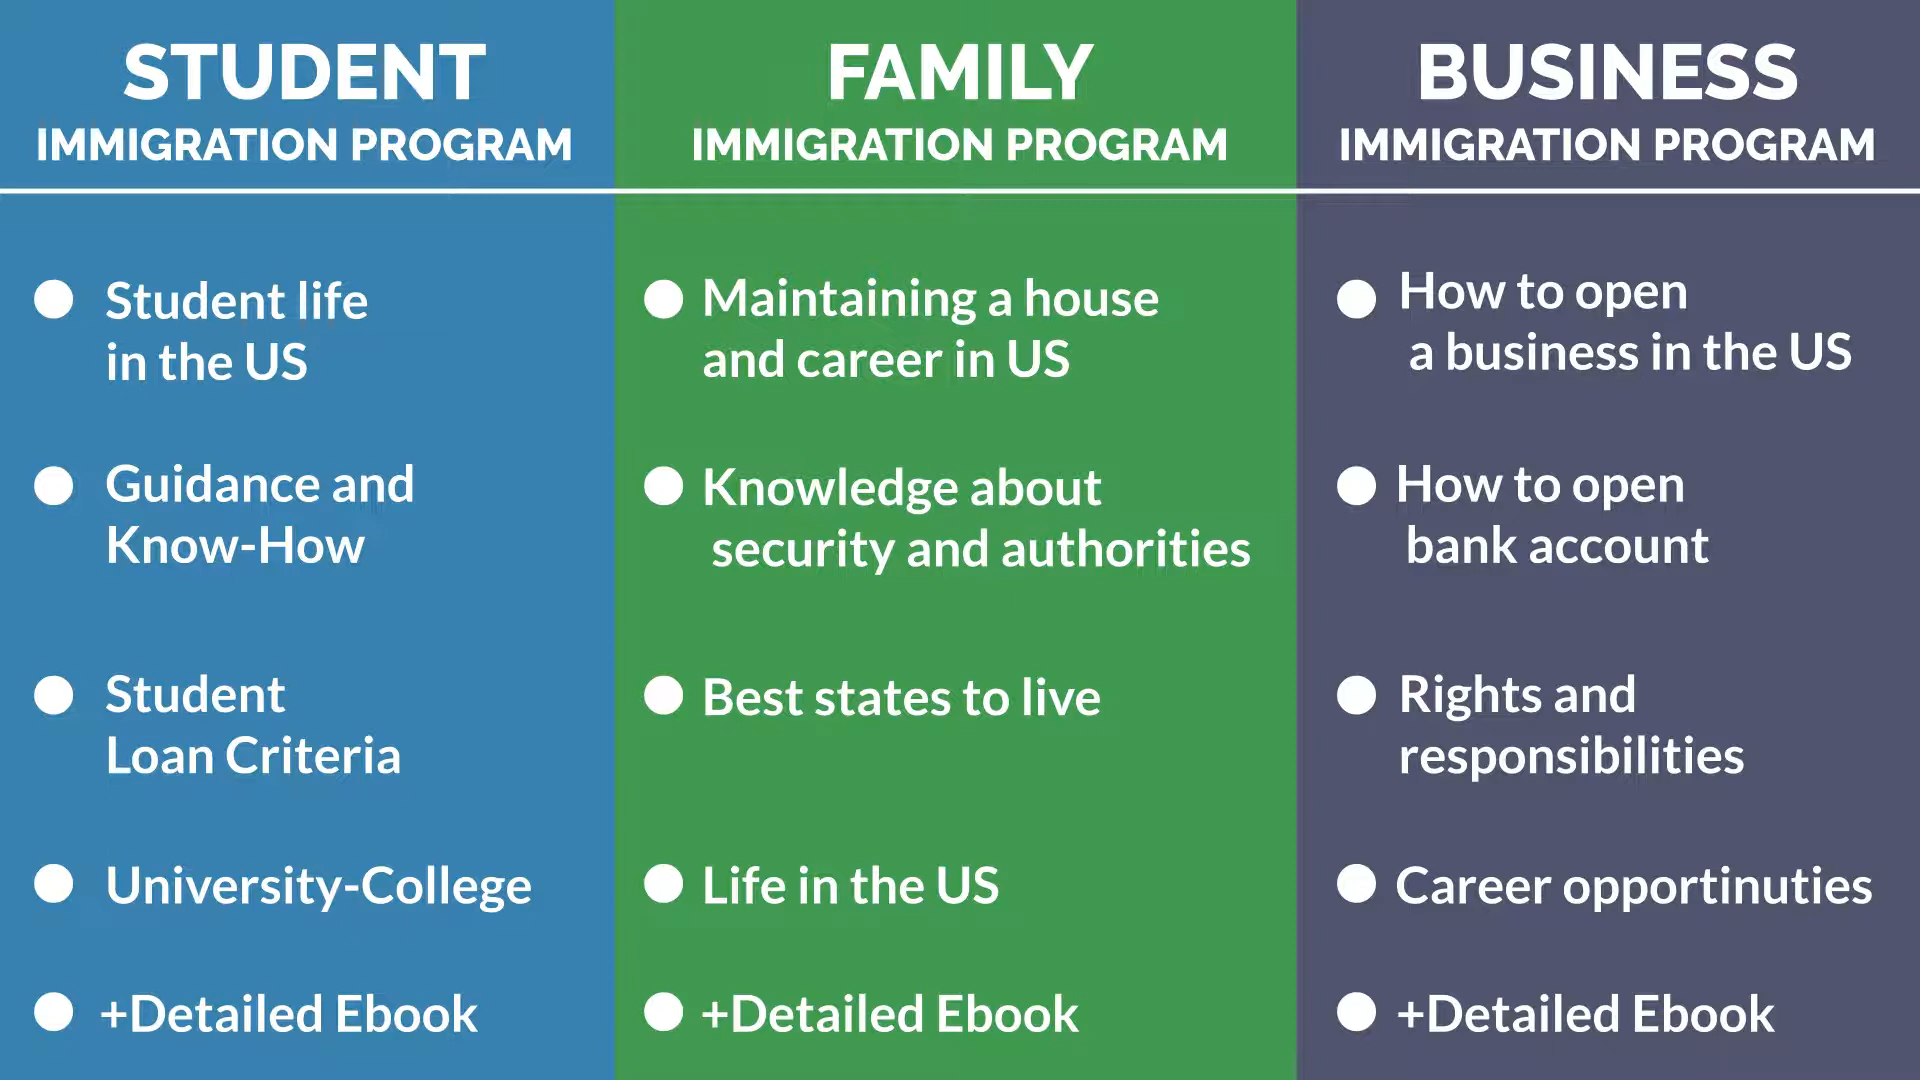 STUDENT
IMMIGRATION PROGRAM
Student life
in the US
Guidance and
Know-How
Student
Loan Criteria
University-College
+Detailed Ebook
FAMILY
IMMIGRATION PROGRAM
Maintaining a house
and career in US
Knowledge about
security and authorities
Best states to live
Life in the US
+Detailed Ebook
BUSINESS
IMMIGRATION PROGRAM
How to open
a business in the US
How to open
bank account
Rights and
responsibilities
Career opportinuties
+Detailed Ebook